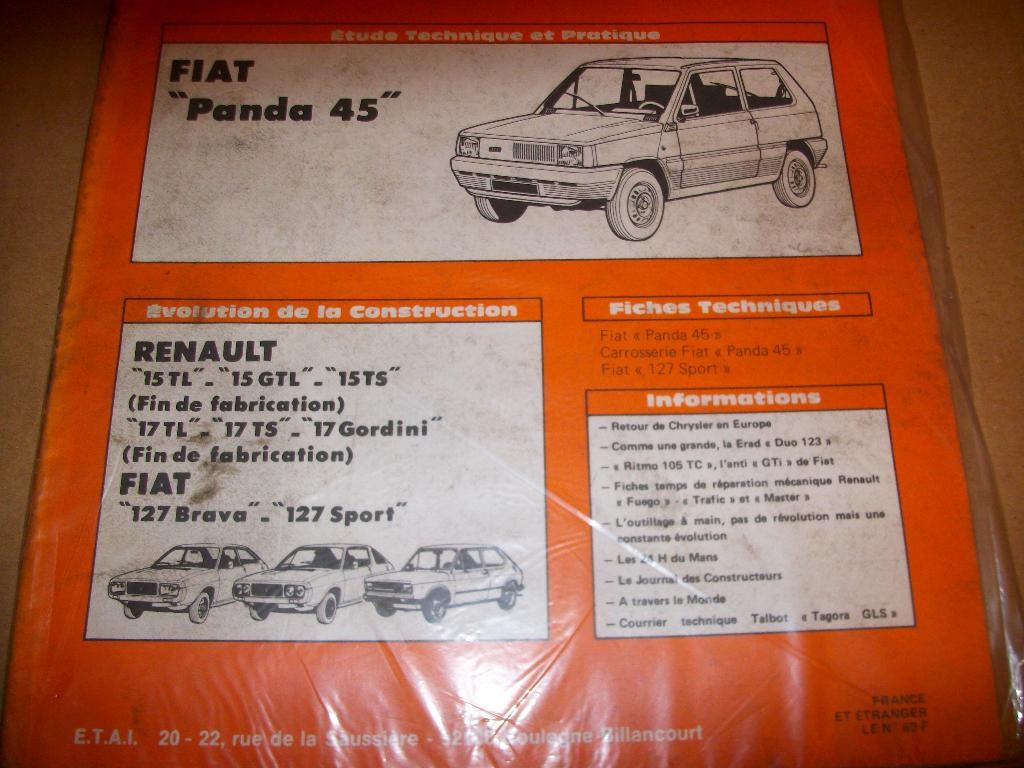 Étude Technique et Pratique
FIAT
"Panda 45"
Évolution de la Construction
RENAULT
"15 TL"_ "15 GTL"_ "15 TS"
(Fin de fabrication)
"17 TL"_ "17 TS"_ "17 Gordini"
(Fin de fabrication)
FIAT
"127 Brava"_ "127 Sport"
Fiches Techniques
Fiat « Panda 45 »
Carrosserie Fiat « Panda 45 »
Fiat « 127 Sport »
Informations
— Retour de Chrysler en Europe
— Comme une grande, la Erad « Duo 123 »
— « Ritmo 105 TC », l'anti « GTi » de Fiat
— Fiches temps de réparation mécanique Renault
« Fuego » - « Trafic » et « Master »
— L'outillage à main, pas de révolution mais une
constante évolution
— Les 24 H du Mans
— Le Journal des Constructeurs
— A travers le Monde
— Courrier technique Talbot « Tagora GLS »
FRANCE
ET ETRANGER
LE N°
E.T.A.I. 20 - 22, rue de la Saussière - Boulogne-Billancourt